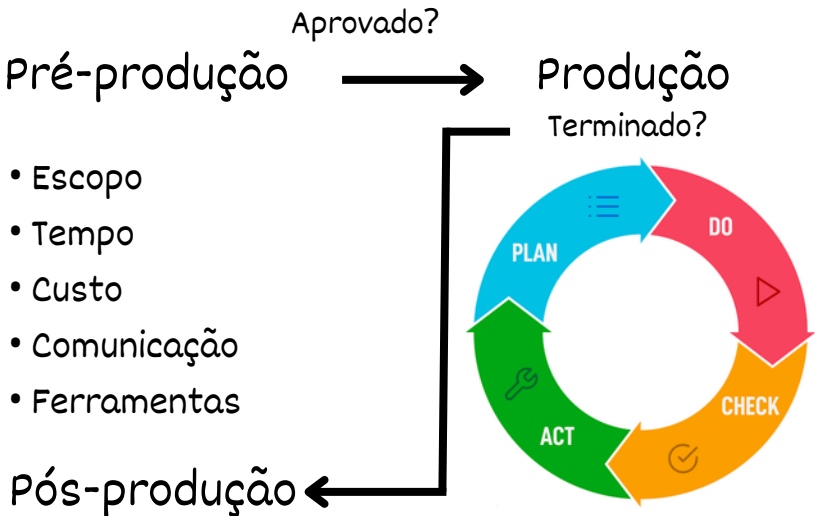 Aprovado?
Pré-produção
Produção
Terminado?
• Escopo
• Tempo
• Custo
• Comunicação
• Ferramentas
PLAN
DO
CHECK
ACT
Pós-produção